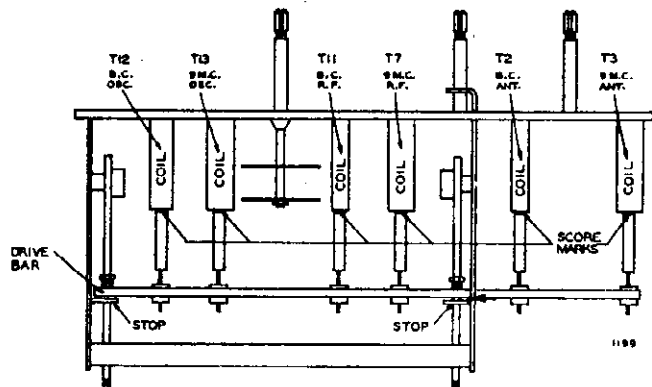 T12
B.C.
OSC.
T13
9 M.C.
OSC.
T11
B.C.
R.F.
T7
9 M.C.
R.F.
T2
B.C.
ANT.
T3
9 M.C.
ANT.
COIL
COIL
COIL
COIL
COIL
COIL
SCORE
MARKS
DRIVE
BAR
STOP
STOP
1199